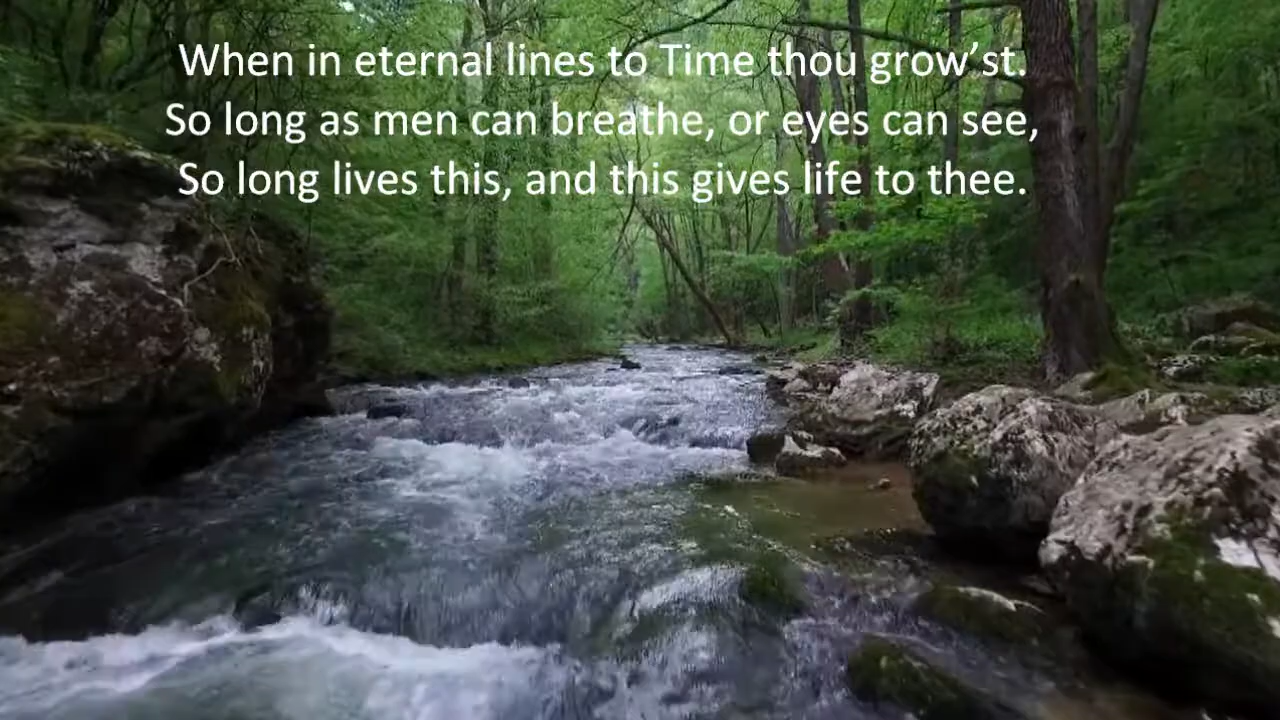 When in eternal lines to Time thou grow’st.
So long as men can breathe, or eyes can see,
So long lives this, and this gives life to thee.